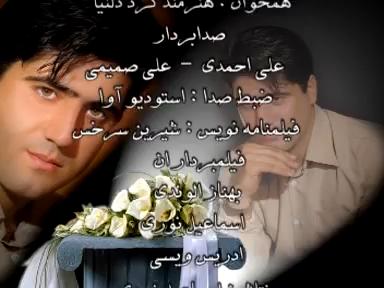 همخوان : هنرمند کرد دلنیا
صدابردار
علی احمدی - علی صمیمی
ضبط صدا : استودیو آوا
فیلمنامه نویس : شیرین سرخس
فیلمبرداران
بهناز الوندی
اسماعیل نوری
ادریس ویسی